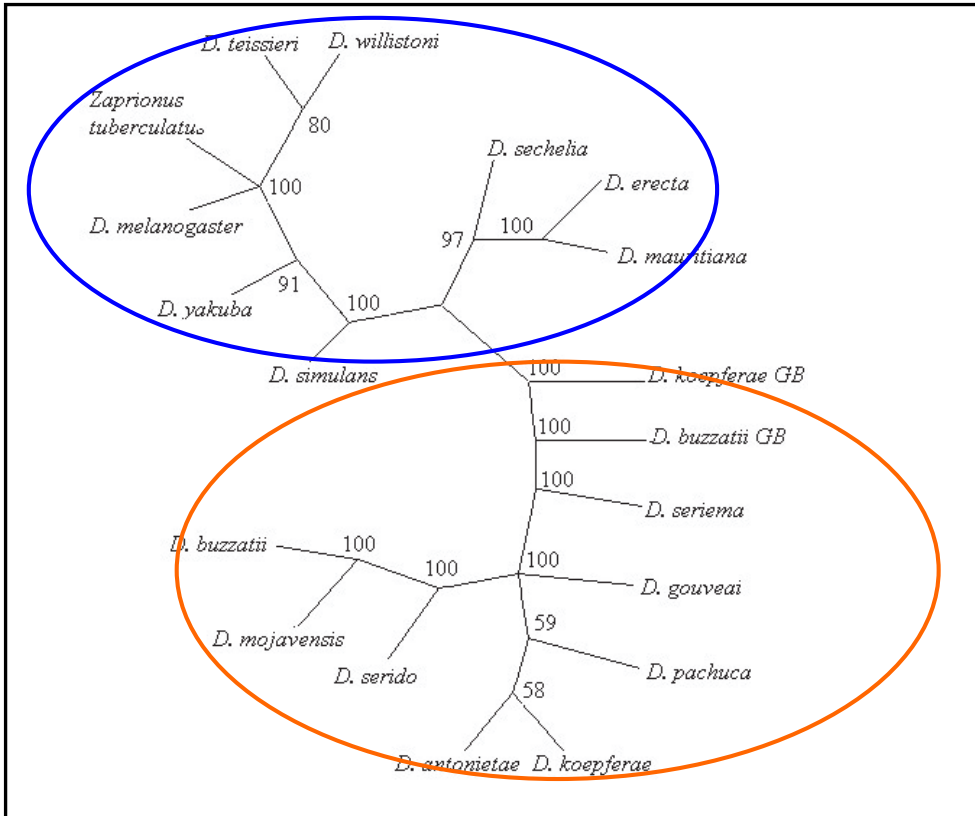 D. teissieri
D. willistoni
Zaprionus
tuberculatus
80
D. sechelia
D. erecta
100
100
D. melanogaster
97
D. mauritiana
91
D. yakuba
100
D. simulans
100
D. koepferae GB
100
D. buzzatii GB
100
D. seriema
D. buzzatii
100
100
100
D. gouveai
D. mojavensis
59
D. serido
D. pachuca
58
D. antonietae
D. koepferae